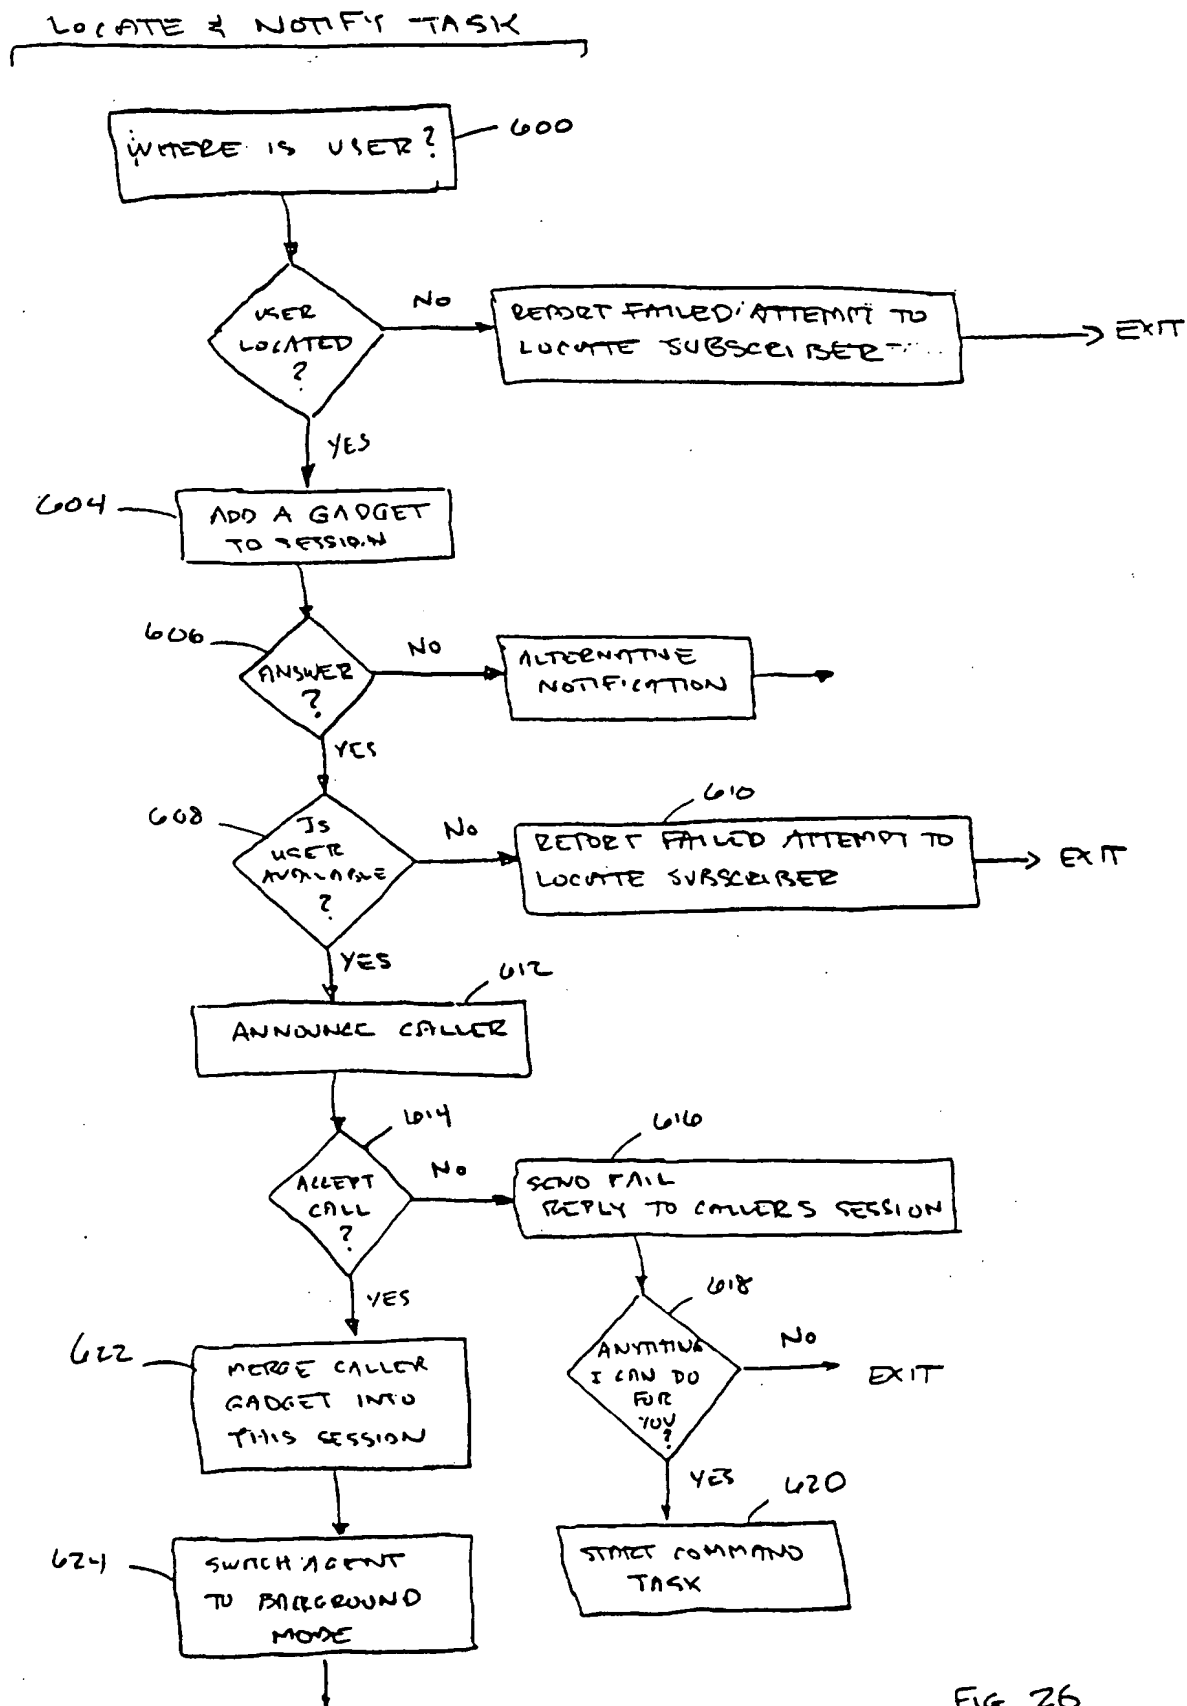 LOCATE & NOTIFY TASK
WHERE IS USER?
600
USER
LOCATED
?
NO
REPORT FAILED ATTEMPT TO
LOCATE SUBSCRIBER
EXIT
YES
604
ADD A GADGET
TO SESSION
606
ANSWER
?
NO
ALTERNATIVE
NOTIFICATION
YES
608
IS
USER
AVAILABLE
?
NO
610
REPORT FAILED ATTEMPT TO
LOCATE SUBSCRIBER
EXIT
YES
612
ANNOUNCE CALLER
614
ACCEPT
CALL
?
NO
616
SEND FAIL
REPLY TO CALLERS SESSION
YES
618
ANYTHING
I CAN DO
FOR
YOU
?
NO
EXIT
622
MERGE CALLER
GADGET INTO
THIS SESSION
YES
620
START COMMAND
TASK
624
SWITCH AGENT
TO BACKGROUND
MODE
FIG 26